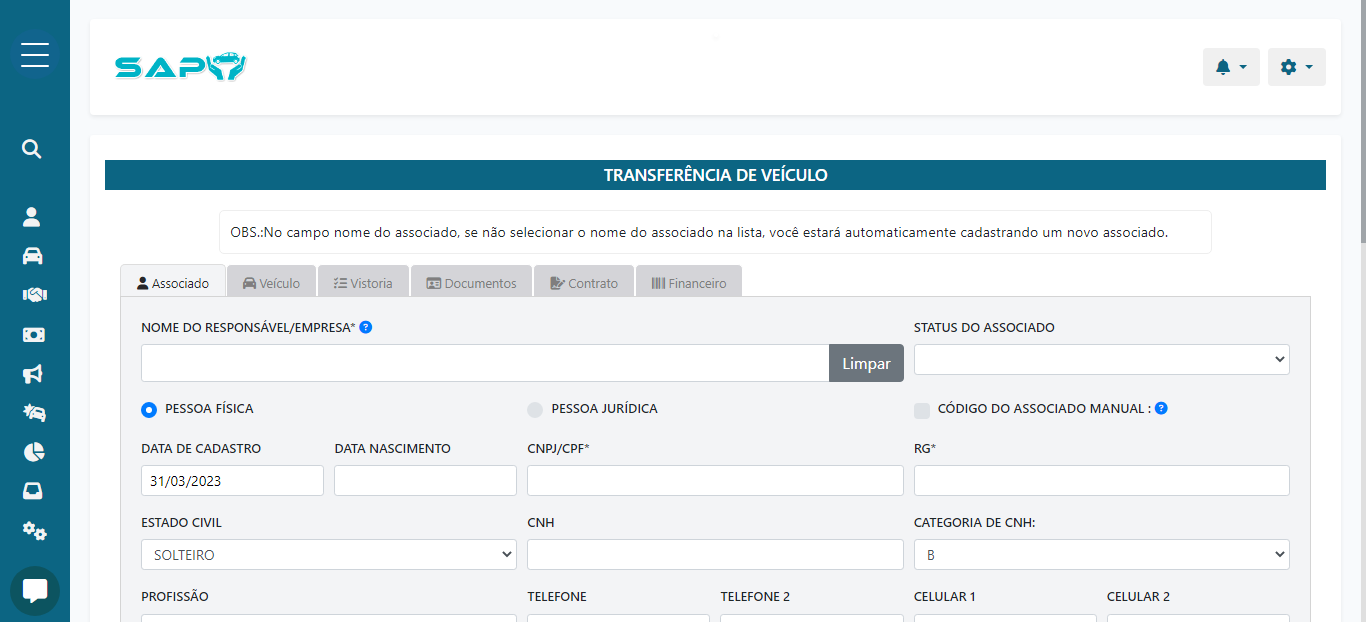 SAPY
TRANSFERÊNCIA DE VEÍCULO
OBS.:No campo nome do associado, se não selecionar o nome do associado na lista, você estará automaticamente cadastrando um novo associado.
Associado Veículo Vistoria Documentos Contrato Financeiro
NOME DO RESPONSÁVEL/EMPRESA* ? STATUS DO ASSOCIADO
Limpar
PESSOA FÍSICA PESSOA JURÍDICA CÓDIGO DO ASSOCIADO MANUAL : ?
DATA DE CADASTRO DATA NASCIMENTO CNPJ/CPF* RG*
31/03/2023
ESTADO CIVIL CNH CATEGORIA DE CNH:
SOLTEIRO B
PROFISSÃO TELEFONE TELEFONE 2 CELULAR 1 CELULAR 2